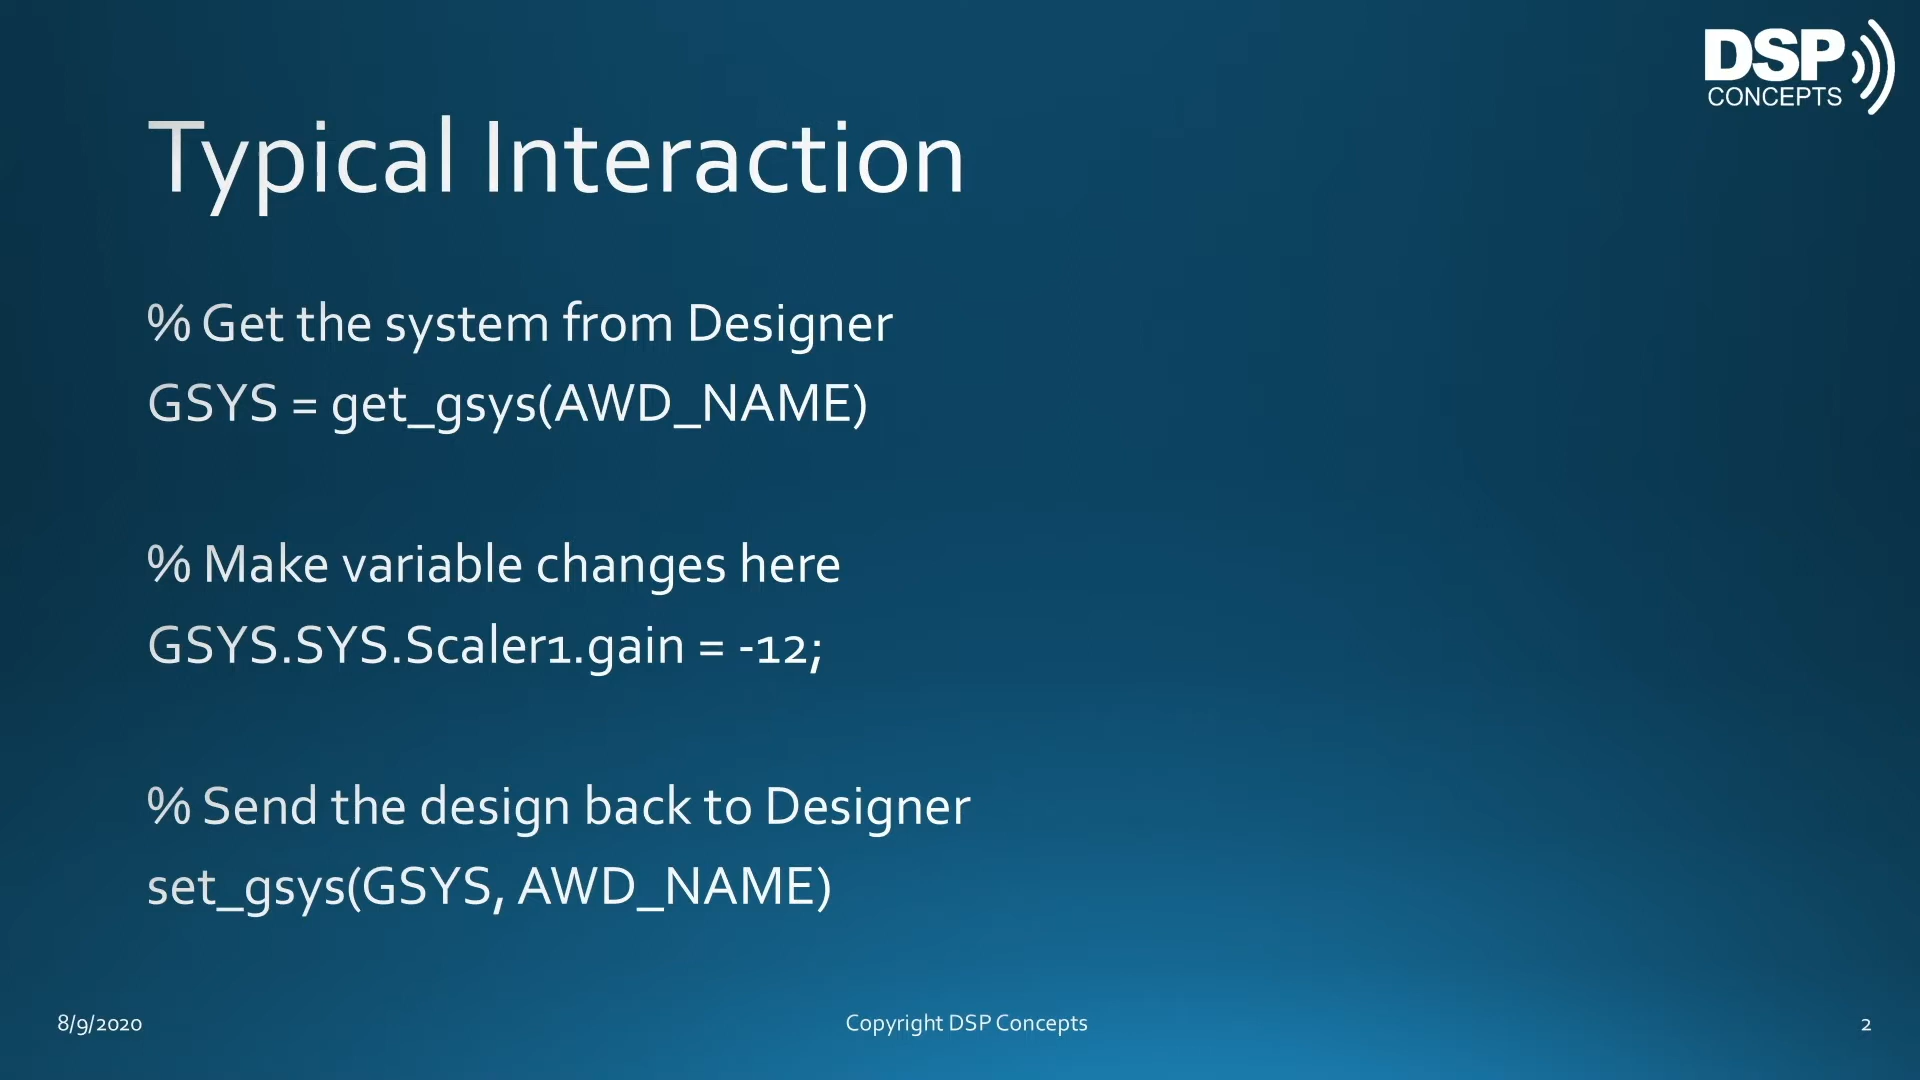 DSP
CONCEPTS
Typical Interaction
% Get the system from Designer
GSYS = get_gsys(AWD_NAME)
% Make variable changes here
GSYS.SYS.Scaler1.gain = -12;
% Send the design back to Designer
set_gsys(GSYS, AWD_NAME)
8/9/2020
Copyright DSP Concepts
2